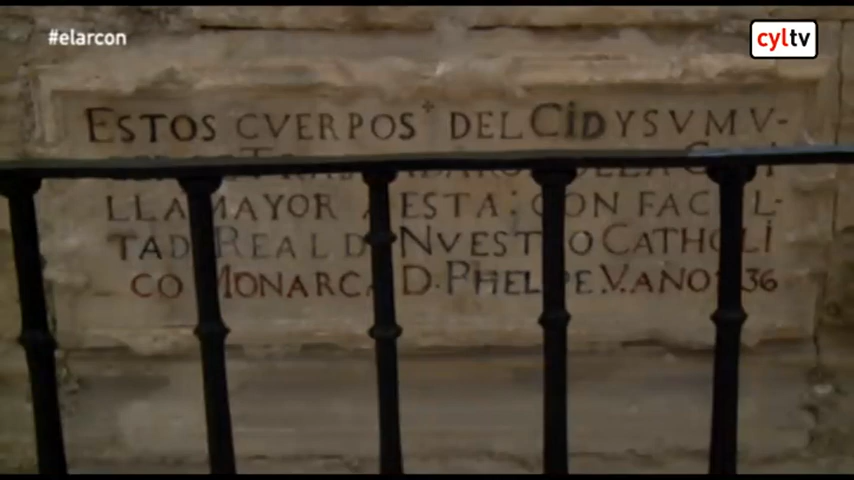 #elarcon
cyltv
ESTOS CVERPOS DEL CiD Y SV MV-
LLA MAYOR A ESTA; CON FACVL-
TAD REAL DE NVESTRO CATHOLi
CO MONARCA D. PHELIPE. V. AÑO 1736